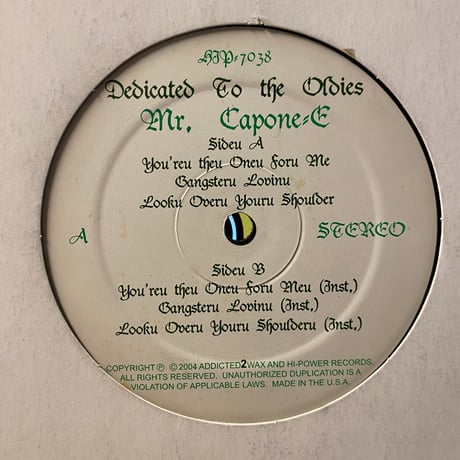 HIP-7038
Dedicated To the Oldies
Mr. Capone-E
Sideu A
You'reu theu Oneu Foru Me
Gangsteru Lovinu
Looku Overu Youru Shoulder
A
STEREO
Sideu B
You'reu theu Oneu Foru Meu (Inst.)
Gangsteru Lovinu (Inst.)
Looku Overu Youru Shoulderu (Inst.)
COPYRIGHT ℗ © 2004 ADDICTED2WAX AND HI-POWER RECORDS.
ALL RIGHTS RESERVED. UNAUTHORIZED DUPLICATION IS A
VIOLATION OF APPLICABLE LAWS. MADE IN THE U.S.A.